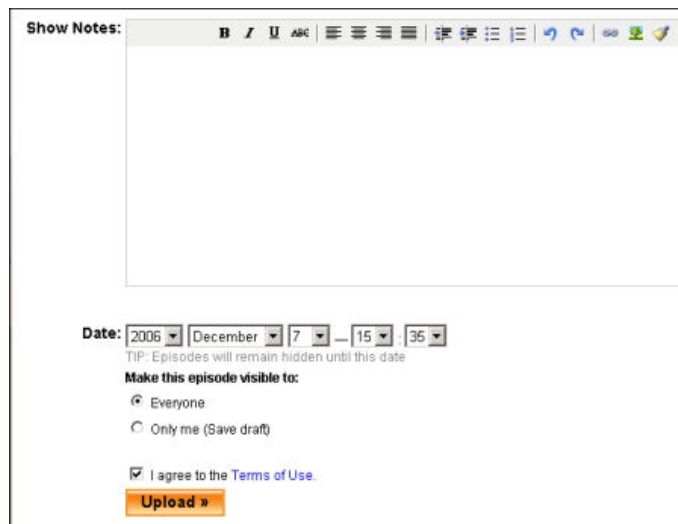 Show Notes:
B I U ABC
Date: 2006 December 7 — 15 : 35
TIP: Episodes will remain hidden until this date
Make this episode visible to:
Everyone
Only me (Save draft)
I agree to the Terms of Use.
Upload »